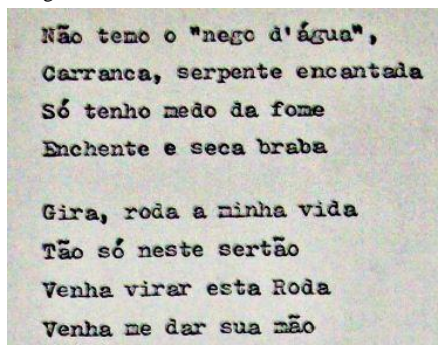 Não temo o "nego d'água",
Carranca, serpente encantada
Só tenho medo da fome
Enchente e seca braba
Gira, roda a minha vida
Tão só neste sertão
Venha virar esta Roda
Venha me dar sua mão